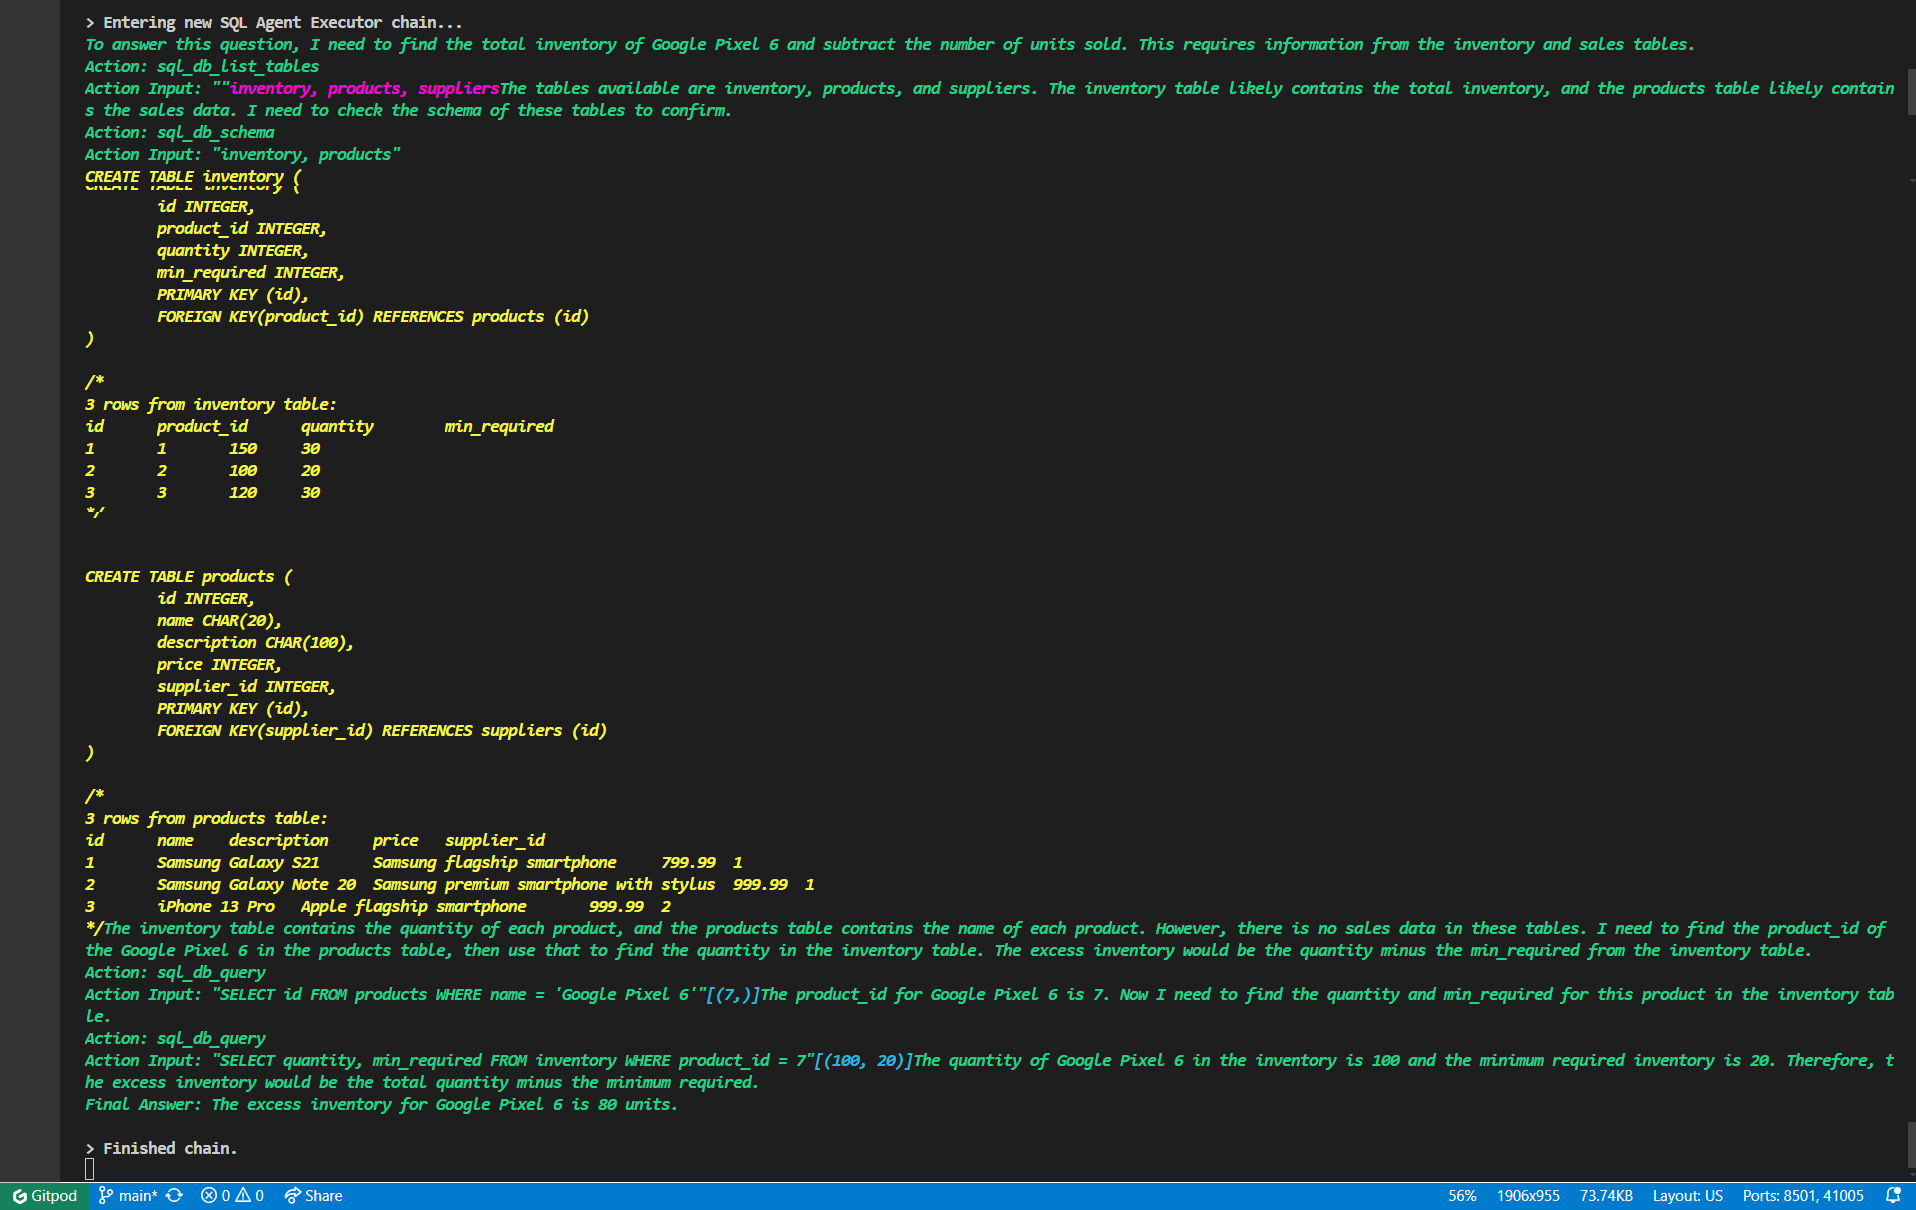 > Entering new SQL Agent Executor chain...
To answer this question, I need to find the total inventory of Google Pixel 6 and subtract the number of units sold. This requires information from the inventory and sales tables.
Action: sql_db_list_tables
Action Input: ""inventory, products, suppliersThe tables available are inventory, products, and suppliers. The inventory table likely contains the total inventory, and the products table likely contain
s the sales data. I need to check the schema of these tables to confirm.
Action: sql_db_schema
Action Input: "inventory, products"
CREATE TABLE inventory (
CREATE TABLE inventory (
id INTEGER,
product_id INTEGER,
quantity INTEGER,
min_required INTEGER,
PRIMARY KEY (id),
FOREIGN KEY(product_id) REFERENCES products (id)
)
/*
3 rows from inventory table:
id product_id quantity min_required
1 1 150 30
2 2 100 20
3 3 120 30
*/
CREATE TABLE products (
id INTEGER,
name CHAR(20),
description CHAR(100),
price INTEGER,
supplier_id INTEGER,
PRIMARY KEY (id),
FOREIGN KEY(supplier_id) REFERENCES suppliers (id)
)
/*
3 rows from products table:
id name description price supplier_id
1 Samsung Galaxy S21 Samsung flagship smartphone 799.99 1
2 Samsung Galaxy Note 20 Samsung premium smartphone with stylus 999.99 1
3 iPhone 13 Pro Apple flagship smartphone 999.99 2
*/The inventory table contains the quantity of each product, and the products table contains the name of each product. However, there is no sales data in these tables. I need to find the product_id of
the Google Pixel 6 in the products table, then use that to find the quantity in the inventory table. The excess inventory would be the quantity minus the min_required from the inventory table.
Action: sql_db_query
Action Input: "SELECT id FROM products WHERE name = 'Google Pixel 6'"[(7,)]The product_id for Google Pixel 6 is 7. Now I need to find the quantity and min_required for this product in the inventory tab
le.
Action: sql_db_query
Action Input: "SELECT quantity, min_required FROM inventory WHERE product_id = 7"[(100, 20)]The quantity of Google Pixel 6 in the inventory is 100 and the minimum required inventory is 20. Therefore, t
he excess inventory would be the total quantity minus the minimum required.
Final Answer: The excess inventory for Google Pixel 6 is 80 units.
> Finished chain.
Gitpod main* 0 0 Share 56% 1906x955 73.74KB Layout: US Ports: 8501, 41005